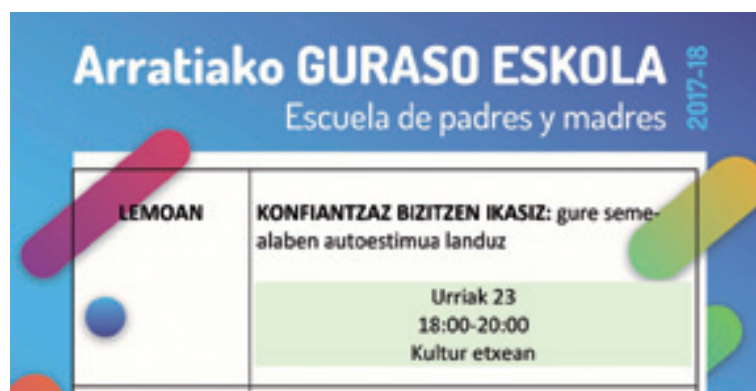 Arratiako GURASO ESKOLA
2017-18
Escuela de padres y madres
LEMOAN
KONFIANTZAZ BIZITZEN IKASIZ: gure seme-
alaben autoestimua landuz
Urriak 23
18:00-20:00
Kultur etxean